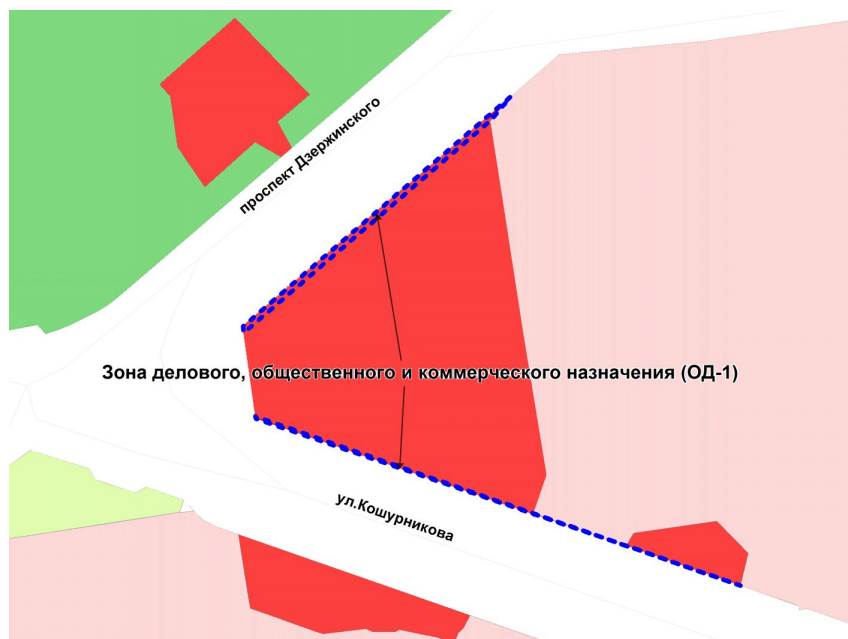 проспект Дзержинского
Зона делового, общественного и коммерческого назначения (ОД-1)
ул.Кошурникова